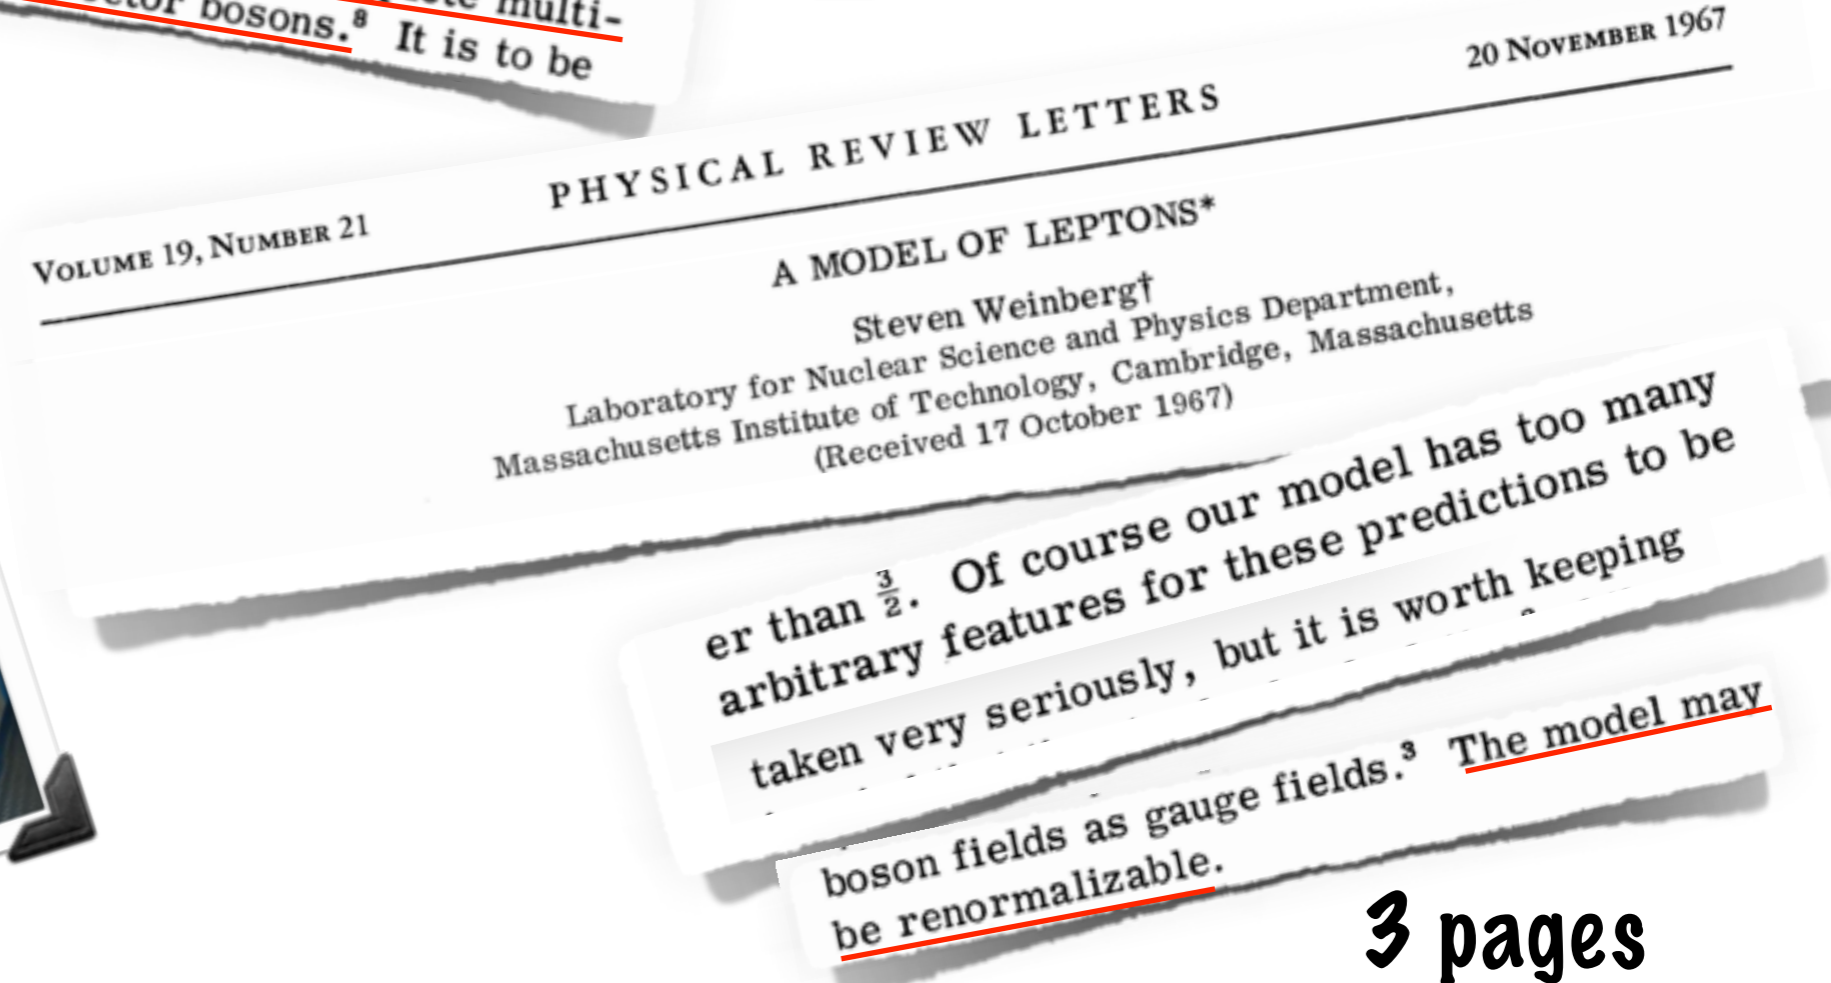 multi-
bosons.⁸ It is to be
20 NOVEMBER 1967
PHYSICAL REVIEW LETTERS
VOLUME 19, NUMBER 21
A MODEL OF LEPTONS*
Steven Weinberg†
Laboratory for Nuclear Science and Physics Department,
Massachusetts Institute of Technology, Cambridge, Massachusetts
(Received 17 October 1967)
er than 3/2. Of course our model has too many
arbitrary features for these predictions to be
taken very seriously, but it is worth keeping
boson fields as gauge fields.³ The model may
be renormalizable.
3 pages